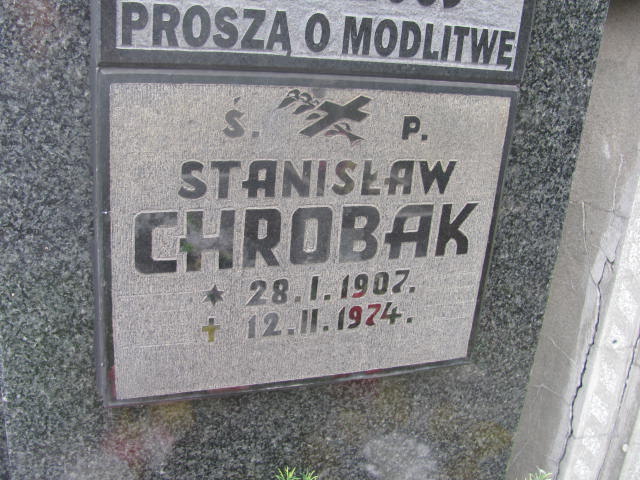 PROSZĄ O MODLITWĘ
Ś. P.
STANISŁAW
CHROBAK
* 28.I.1907.
† 12.II.1974.